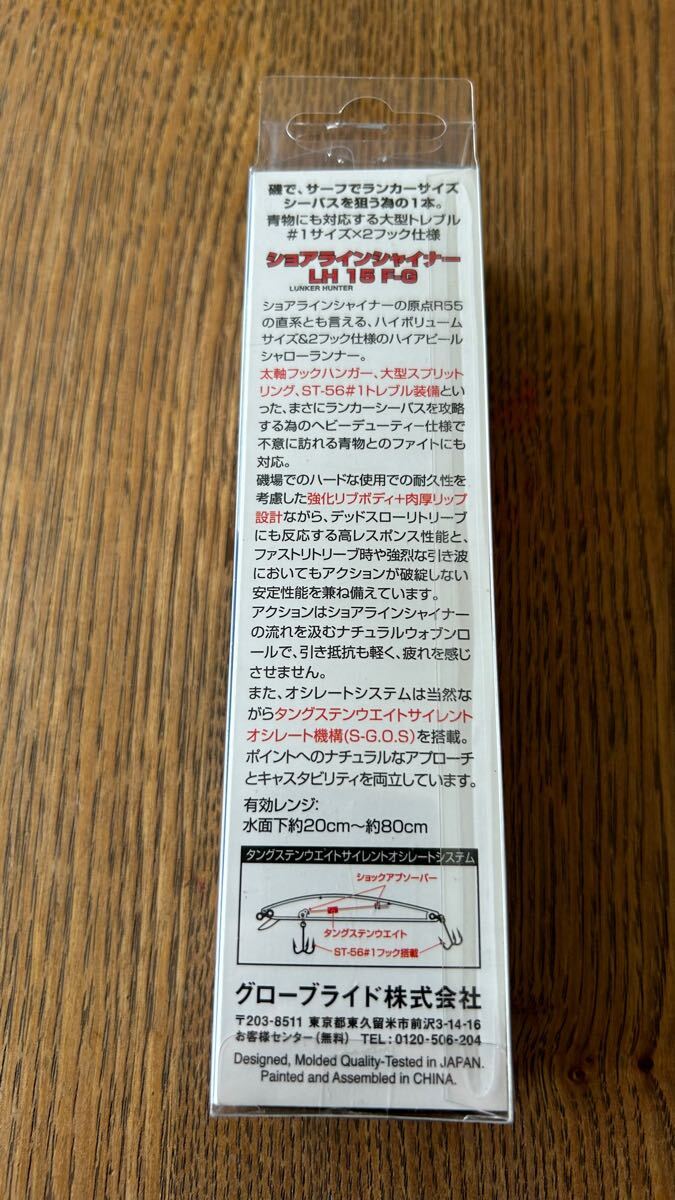 磯で、サーフでランカーサイズ
シーバスを狙う為の1本。
青物にも対応する大型トレブル
#1サイズ×2フック仕様
ショアラインシャイナー
LH 15 F-G
LUNKER HUNTER
ショアラインシャイナーの原点R55
の直系とも言える、ハイボリューム
サイズ&2フック仕様のハイアピール
シャローランナー。
太軸フックハンガー、大型スプリット
リング、ST-56#1トレブル装備とい
った、まさにランカーシーバスを攻略
する為のヘビーデューティー仕様で
不意に訪れる青物とのファイトにも
対応。
磯場でのハードな使用での耐久性を
考慮した強化リブボディ+肉厚リップ
設計ながら、デッドスローリトリーブ
にも反応する高レスポンス性能と、
ファストリトリーブ時や強烈な引き波
においてもアクションが破綻しない
安定性能を兼ね備えています。
アクションはショアラインシャイナー
の流れを汲むナチュラルウォブンロ
ールで、引き抵抗も軽く、疲れを感じ
させません。
また、オシレートシステムは当然な
がらタングステンウエイトサイレント
オシレート機構(S-G.O.S)を搭載。
ポイントへのナチュラルなアプローチ
とキャスタビリティを両立しています。
有効レンジ:
水面下約20cm〜約80cm
タングステンウエイトサイレントオシレートシステム
ショックアブソーバー
タングステンウエイト
ST-56#1フック搭載
グローブライド株式会社
〒203-8511 東京都東久留米市前沢3-14-16
お客様センター(無料) TEL:0120-506-204
Designed, Molded Quality-Tested in JAPAN.
Painted and Assembled in CHINA.